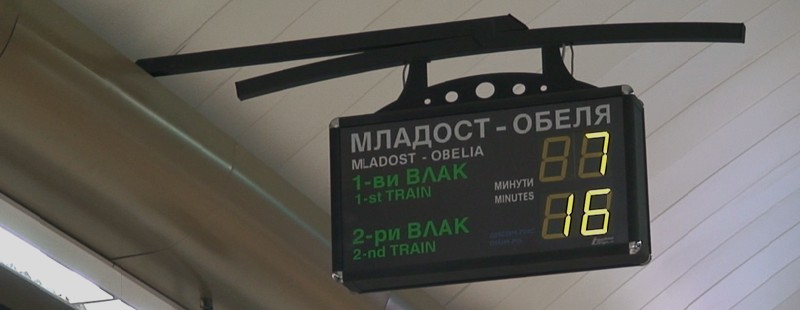 МЛАДОСТ - ОБЕЛЯ
MLADOST - OBELIA
1-ви ВЛАК
1-st TRAIN
7
МИНУТИ
MINUTES
2-ри ВЛАК
2-nd TRAIN
16